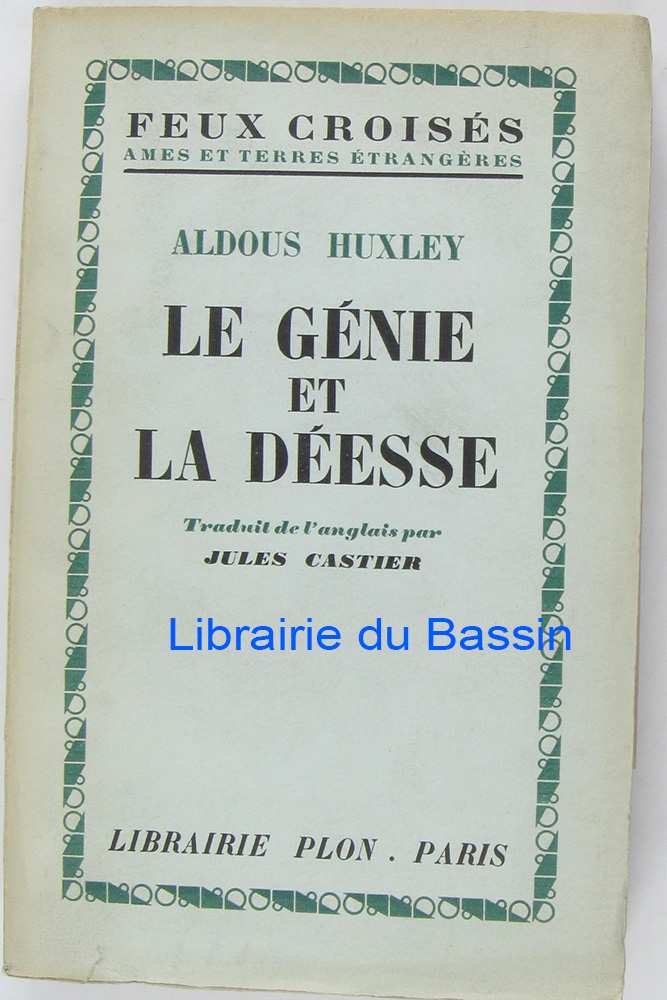 FEUX CROISÉS
AMES ET TERRES ÉTRANGÈRES
ALDOUS HUXLEY
LE GÉNIE
ET
LA DÉESSE
Traduit de l'anglais par
JULES CASTIER
Librairie du Bassin
LIBRAIRIE PLON . PARIS